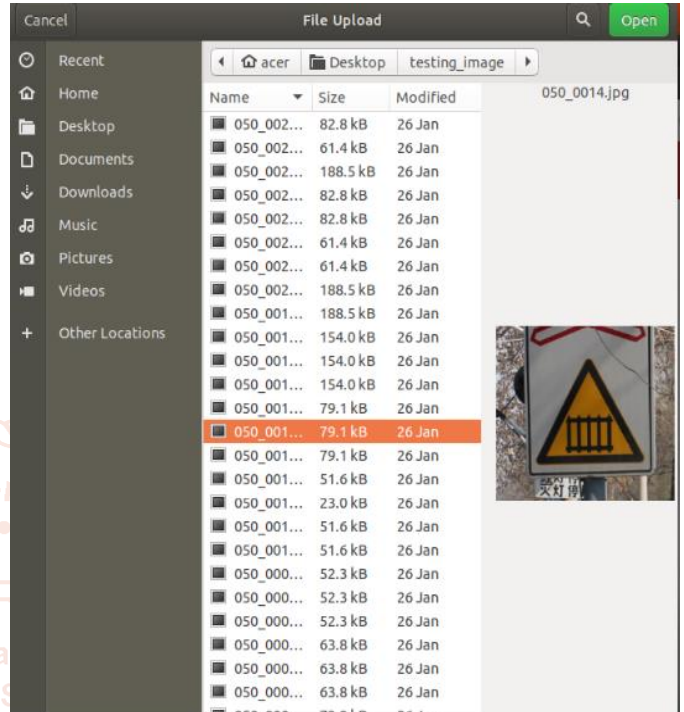 Cancel File Upload Open
Recent
Home
Desktop
Documents
Downloads
Music
Pictures
Videos
Other Locations
acer Desktop testing_image
Name Size Modified
050_002... 82.8 kB 26 Jan
050_002... 61.4 kB 26 Jan
050_002... 188.5 kB 26 Jan
050_002... 82.8 kB 26 Jan
050_002... 82.8 kB 26 Jan
050_002... 61.4 kB 26 Jan
050_002... 61.4 kB 26 Jan
050_002... 188.5 kB 26 Jan
050_001... 188.5 kB 26 Jan
050_001... 154.0 kB 26 Jan
050_001... 154.0 kB 26 Jan
050_001... 154.0 kB 26 Jan
050_001... 79.1 kB 26 Jan
050_001... 79.1 kB 26 Jan
050_001... 79.1 kB 26 Jan
050_001... 51.6 kB 26 Jan
050_001... 23.0 kB 26 Jan
050_001... 51.6 kB 26 Jan
050_001... 51.6 kB 26 Jan
050_000... 52.3 kB 26 Jan
050_000... 52.3 kB 26 Jan
050_000... 52.3 kB 26 Jan
050_000... 63.8 kB 26 Jan
050_000... 63.8 kB 26 Jan
050_000... 63.8 kB 26 Jan
050_0014.jpg
火灯停